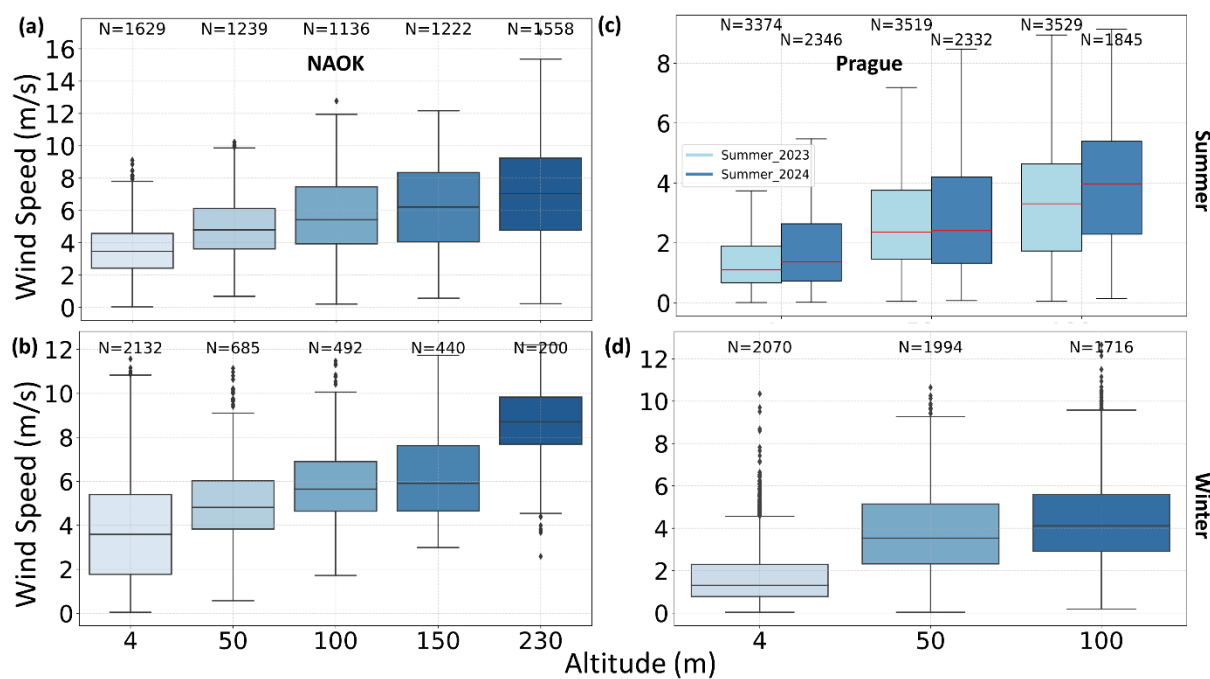 (a)
N=1629 N=1239 N=1136 N=1222 N=1558
NAOK
Wind Speed (m/s)
16
14
12
10
8
6
4
2
0
(c)
N=3374 N=3519 N=3529
N=2346 N=2332 N=1845
Prague
8
6
4
2
0
Summer_2023
Summer_2024
Summer
(b)
N=2132 N=685 N=492 N=440 N=200
Wind Speed (m/s)
12
10
8
6
4
2
0
4 50 100 150 230
(d)
N=2070 N=1994 N=1716
12
10
8
6
4
2
0
4 50 100
Winter
Altitude (m)